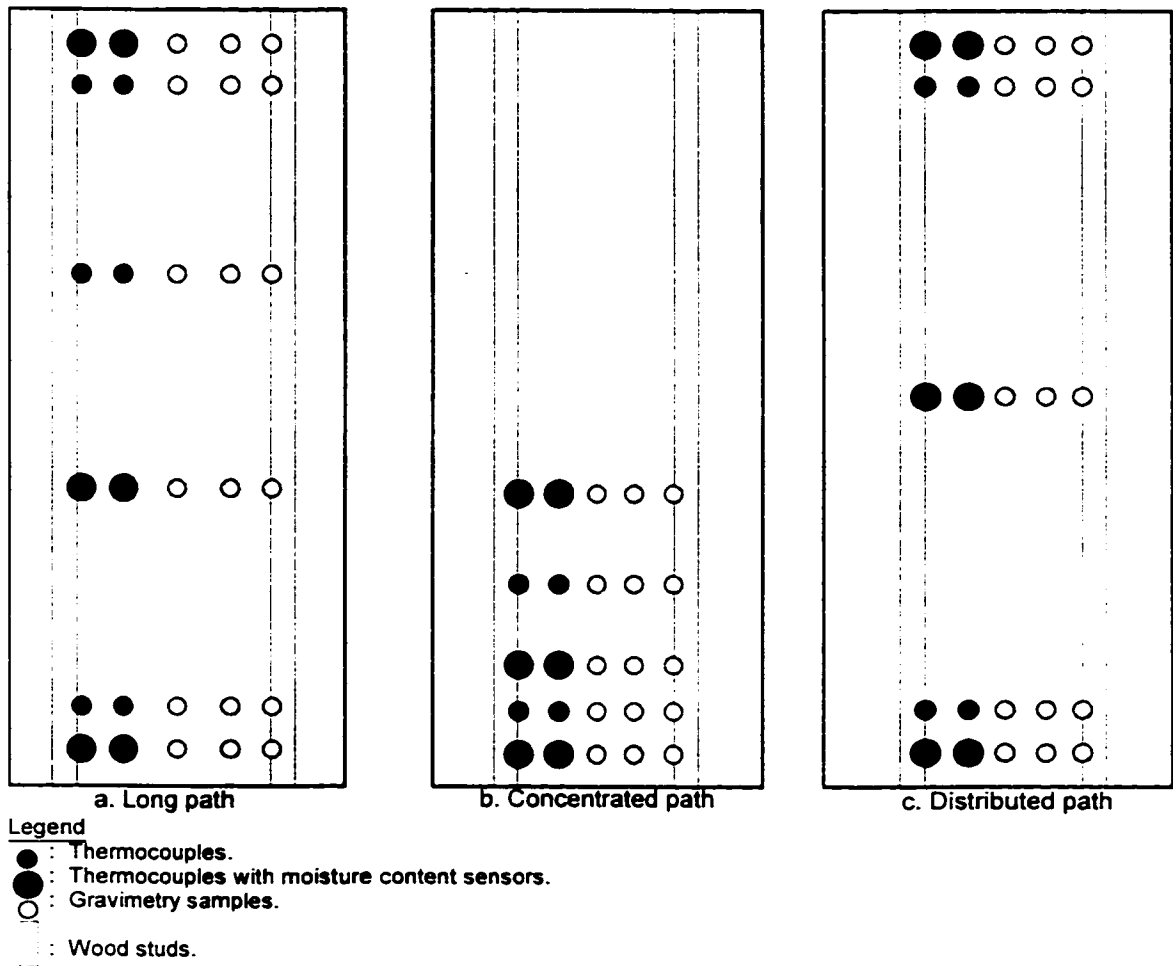 a. Long path
b. Concentrated path
c. Distributed path
Legend
: Thermocouples.
: Thermocouples with moisture content sensors.
: Gravimetry samples.
: Wood studs.